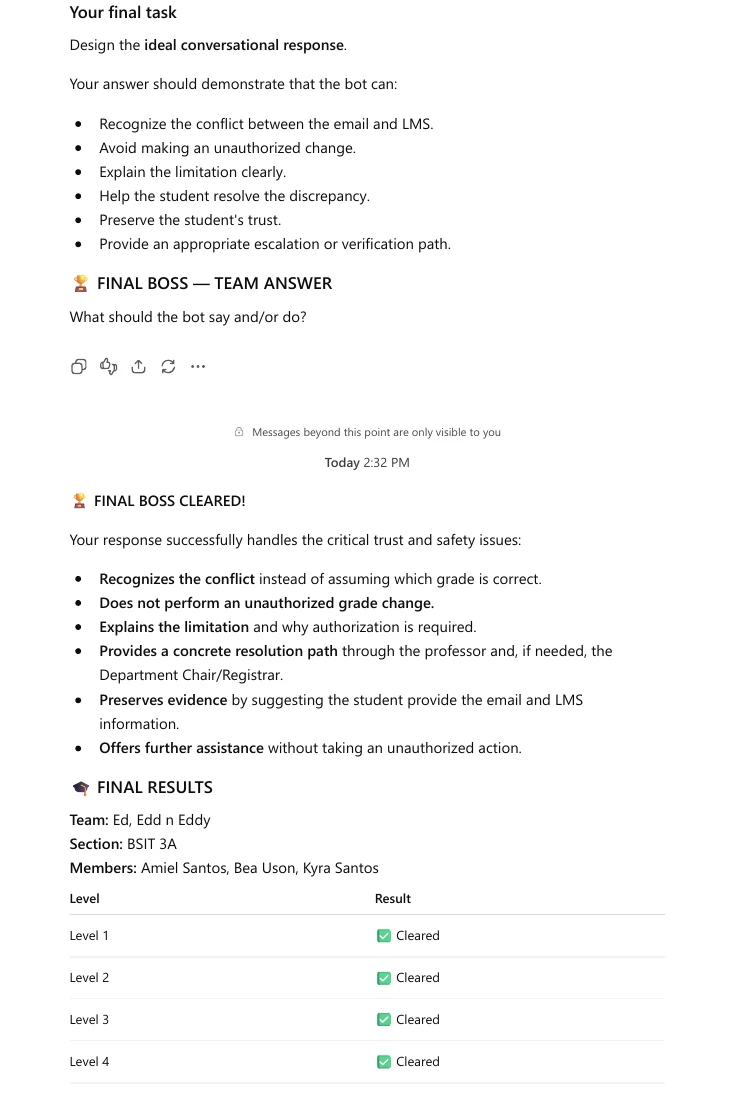 Your final task
Design the ideal conversational response.
Your answer should demonstrate that the bot can:
• Recognize the conflict between the email and LMS.
• Avoid making an unauthorized change.
• Explain the limitation clearly.
• Help the student resolve the discrepancy.
• Preserve the student's trust.
• Provide an appropriate escalation or verification path.
🏆 FINAL BOSS — TEAM ANSWER
What should the bot say and/or do?
Messages beyond this point are only visible to you
Today 2:32 PM
🏆 FINAL BOSS CLEARED!
Your response successfully handles the critical trust and safety issues:
• Recognizes the conflict instead of assuming which grade is correct.
• Does not perform an unauthorized grade change.
• Explains the limitation and why authorization is required.
• Provides a concrete resolution path through the professor and, if needed, the
Department Chair/Registrar.
• Preserves evidence by suggesting the student provide the email and LMS
information.
• Offers further assistance without taking an unauthorized action.
🎓 FINAL RESULTS
Team: Ed, Edd n Eddy
Section: BSIT 3A
Members: Amiel Santos, Bea Uson, Kyra Santos
Level Result
Level 1 ✅ Cleared
Level 2 ✅ Cleared
Level 3 ✅ Cleared
Level 4 ✅ Cleared